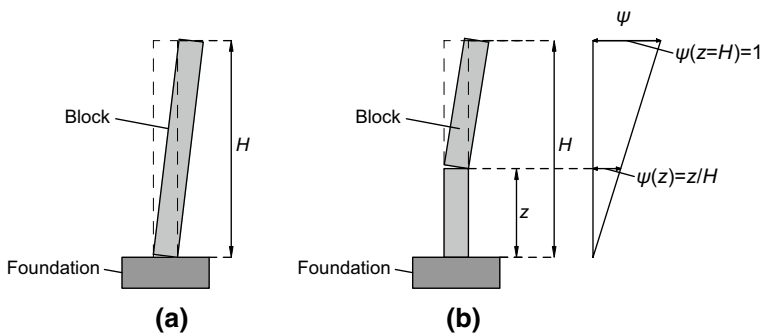 ψ
ψ(z=H)=1
Block
H
Block
H
ψ(z)=z/H
z
Foundation
Foundation
(a)
(b)